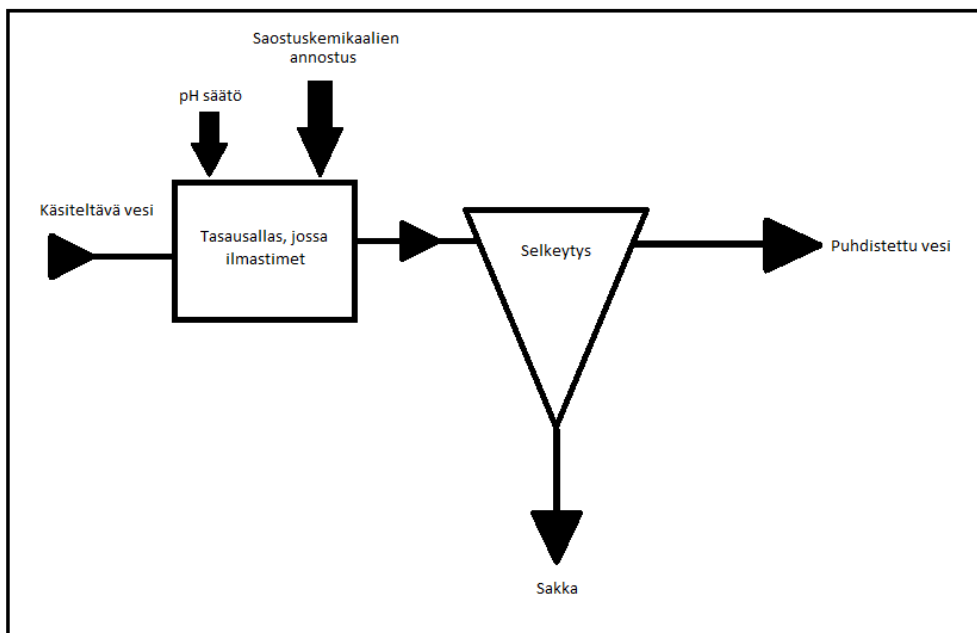 Saostuskemikaalien
annostus
pH säätö
Käsiteltävä vesi
Tasausallas, jossa
ilmastimet
Selkeytys
Puhdistettu vesi
Sakka